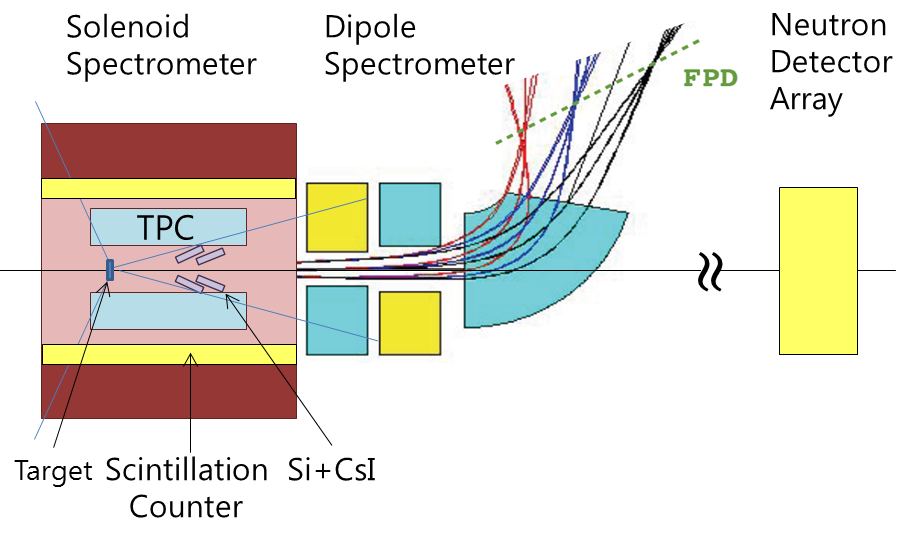 Solenoid
Spectrometer
Dipole
Spectrometer
Neutron
Detector
Array
FPD
TPC
Target
Scintillation
Counter
Si+CsI